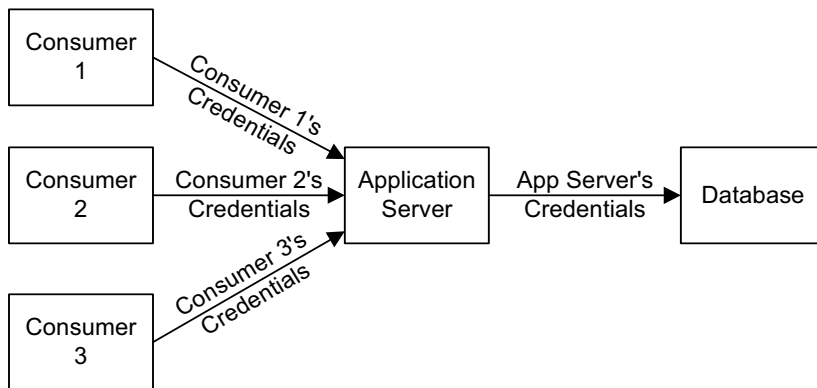 Consumer
1
Consumer 1's
Credentials
Consumer
2
Consumer 2's
Credentials
Application
Server
App Server's
Credentials
Database
Consumer 3's
Credentials
Consumer
3